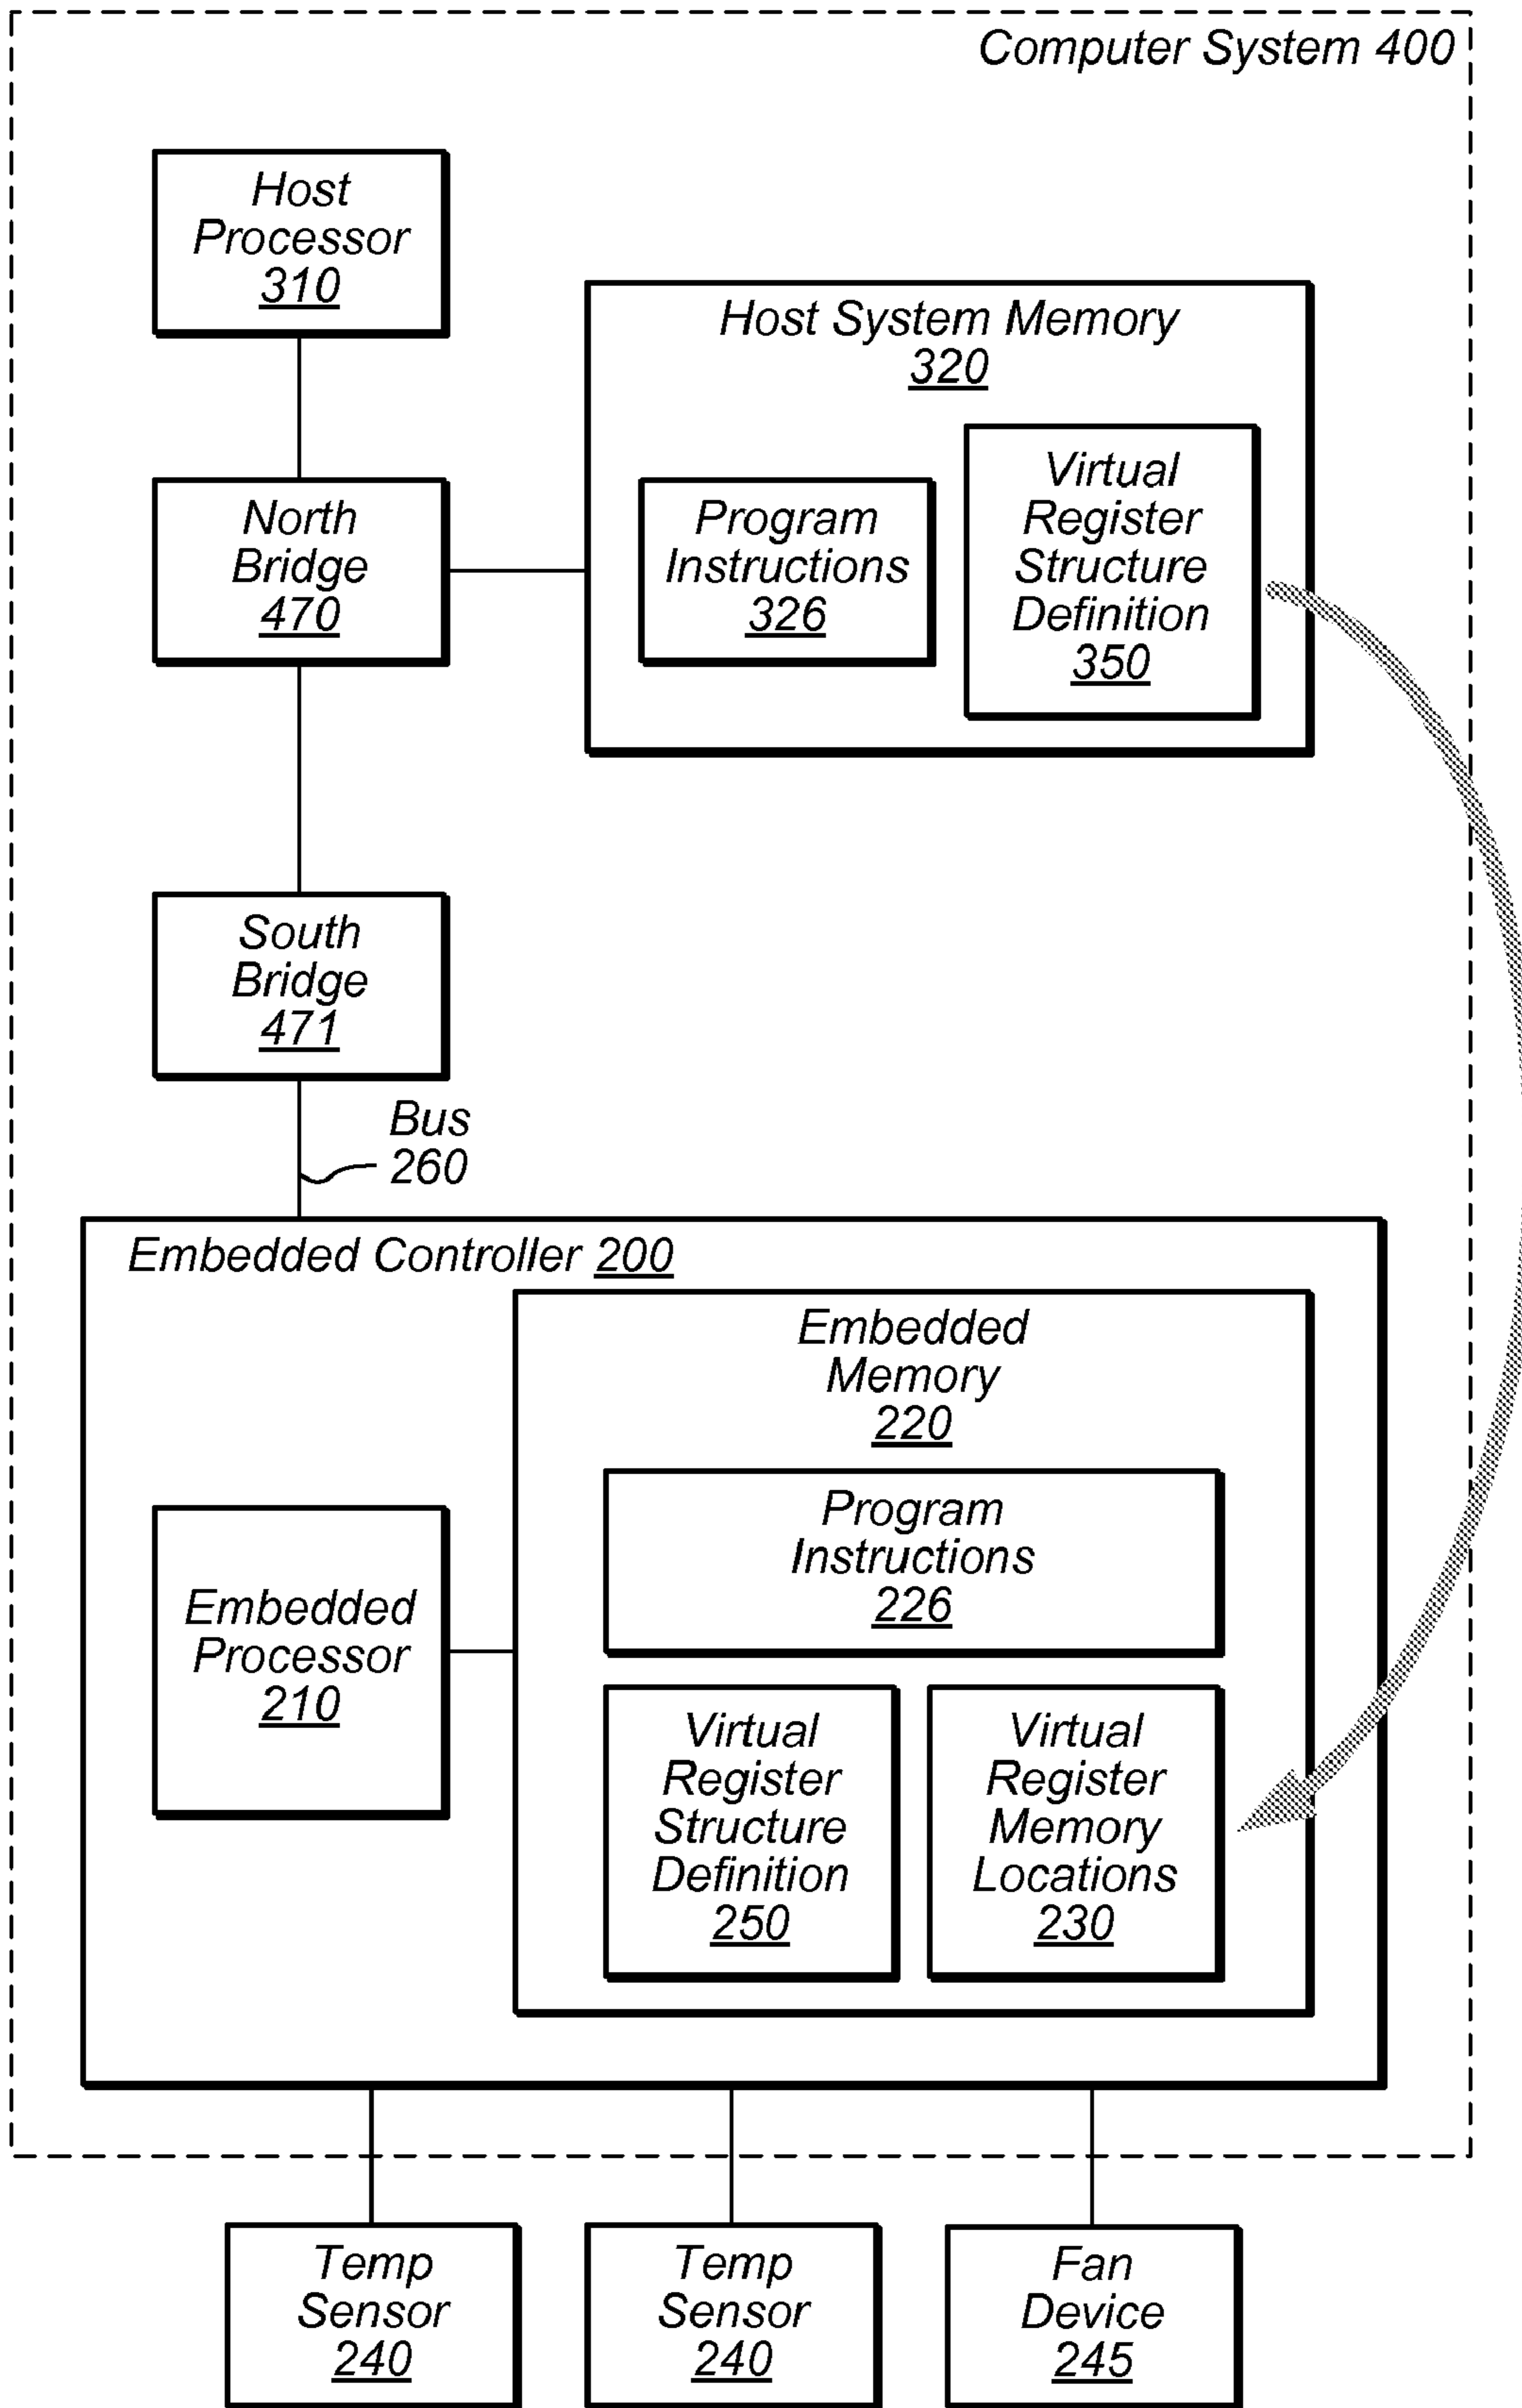 Computer System 400
Host
Processor
310
Host System Memory
320
North
Bridge
470
Program
Instructions
326
Virtual
Register
Structure
Definition
350
South
Bridge
471
Bus
260
Embedded Controller 200
Embedded
Memory
220
Program
Instructions
226
Embedded
Processor
210
Virtual
Register
Structure
Definition
250
Virtual
Register
Memory
Locations
230
Temp
Sensor
240
Temp
Sensor
240
Fan
Device
245